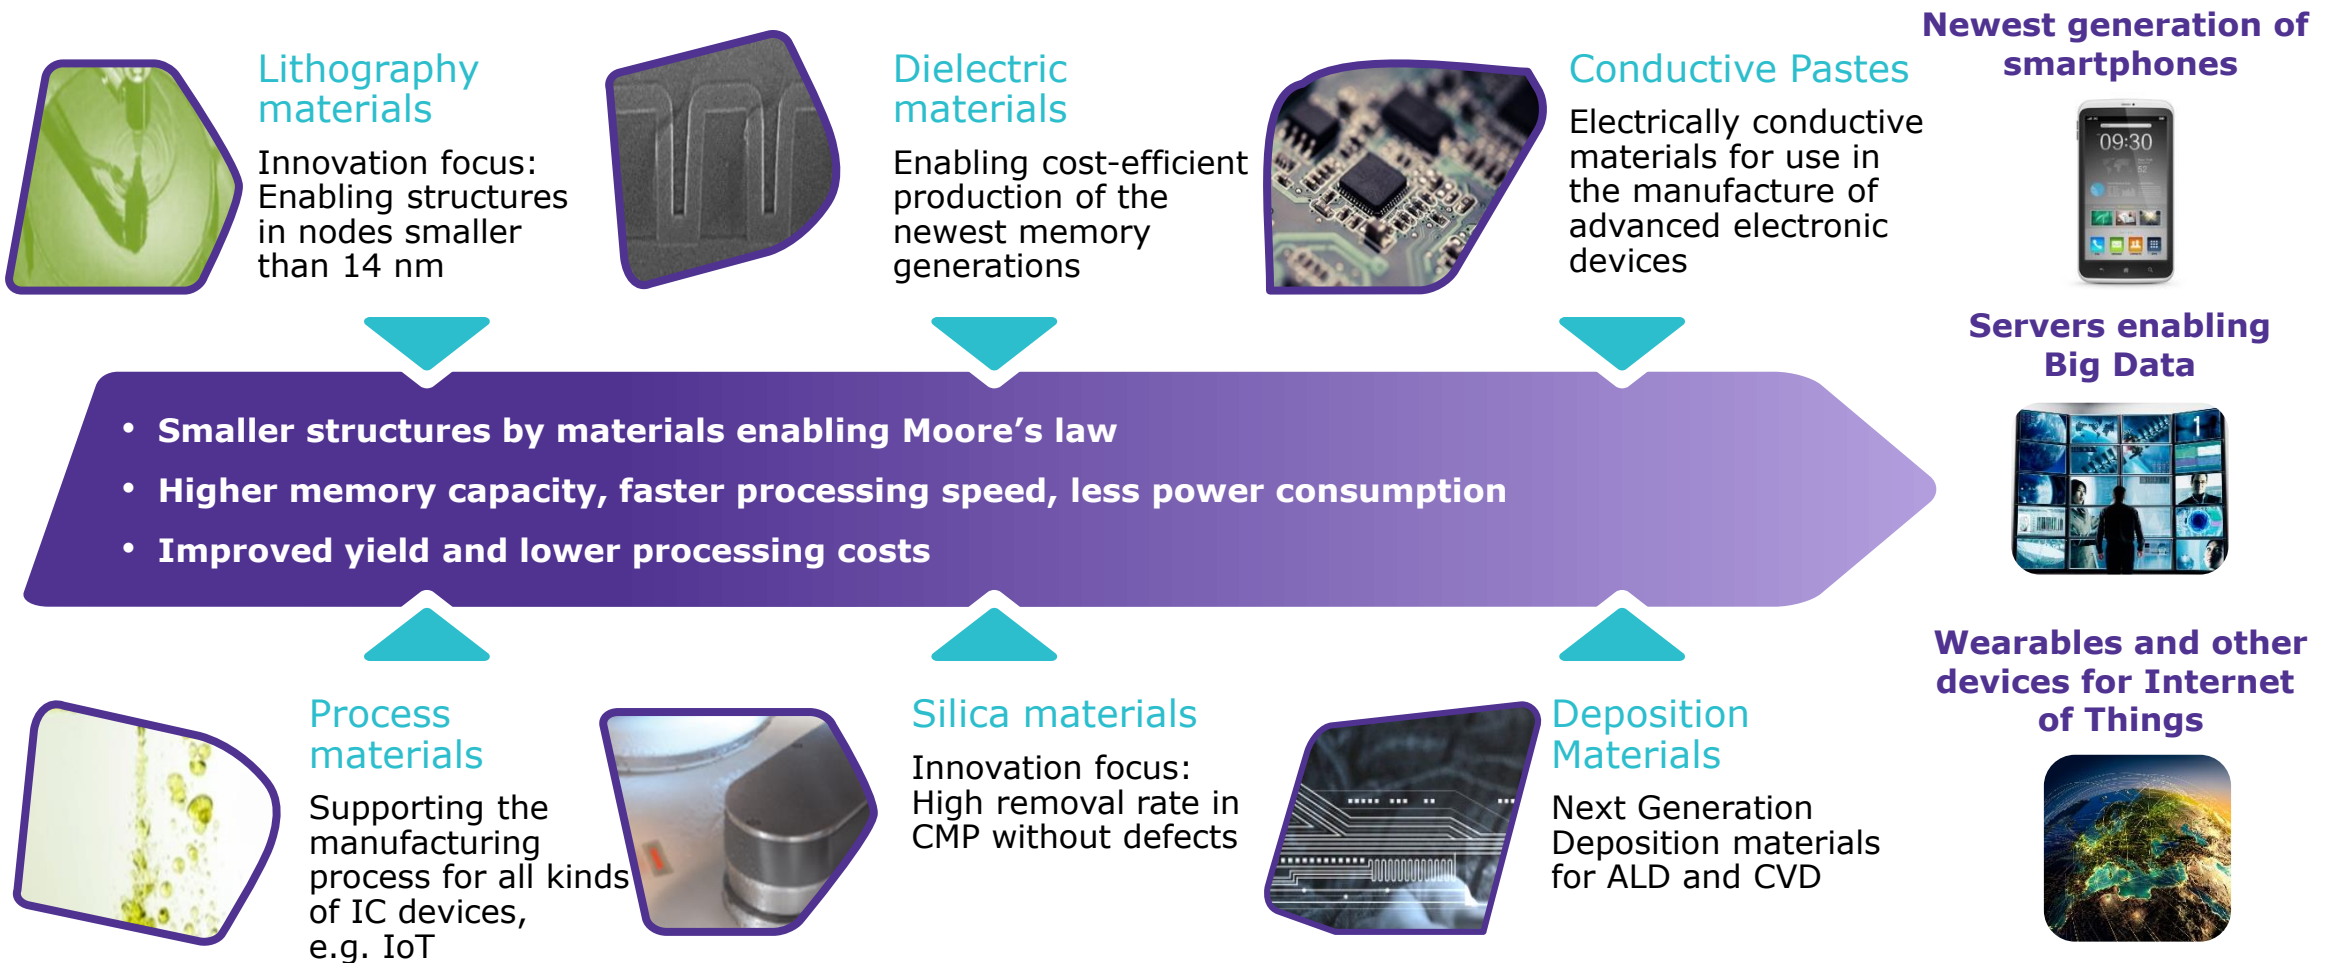 Lithography
materials
Innovation focus:
Enabling structures
in nodes smaller
than 14 nm
Dielectric
materials
Enabling cost-efficient
production of the
newest memory
generations
Conductive Pastes
Electrically conductive
materials for use in
the manufacture of
advanced electronic
devices
Newest generation of
smartphones
09:30
Servers enabling
Big Data
1
• Smaller structures by materials enabling Moore’s law
• Higher memory capacity, faster processing speed, less power consumption
• Improved yield and lower processing costs
Process
materials
Supporting the
manufacturing
process for all kinds
of IC devices,
e.g. IoT
Silica materials
Innovation focus:
High removal rate in
CMP without defects
Deposition
Materials
Next Generation
Deposition materials
for ALD and CVD
Wearables and other
devices for Internet
of Things